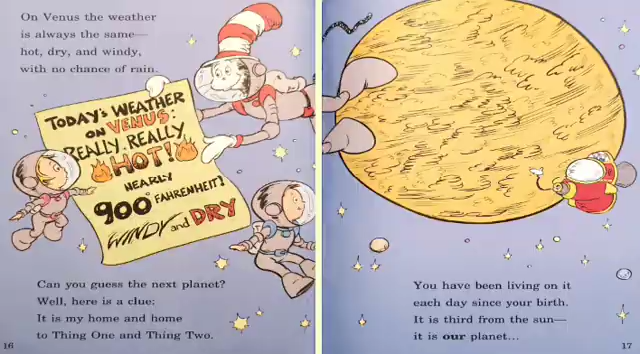 On Venus the weather
is always the same—
hot, dry, and windy,
with no chance of rain.
TODAY'S WEATHER
ON VENUS:
REALLY, REALLY
HOT!
NEARLY
900° FAHRENHEIT!
WINDY and DRY
Can you guess the next planet?
Well, here is a clue:
It is my home and home
to Thing One and Thing Two.
16
You have been living on it
each day since your birth.
It is third from the sun—
it is our planet...
17